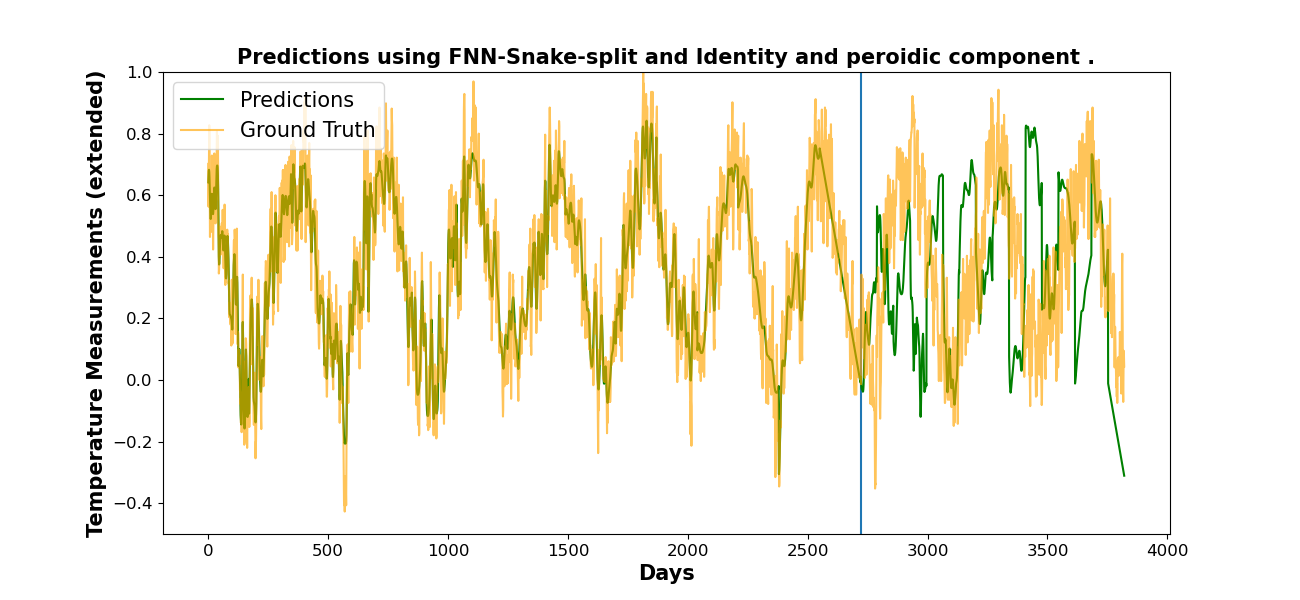 Predictions using FNN-Snake-split and Identity and peroidic component .
Temperature Measurements (extended)
1.0
0.8
0.6
0.4
0.2
0.0
−0.2
−0.4
Predictions
Ground Truth
0 500 1000 1500 2000 2500 3000 3500 4000
Days